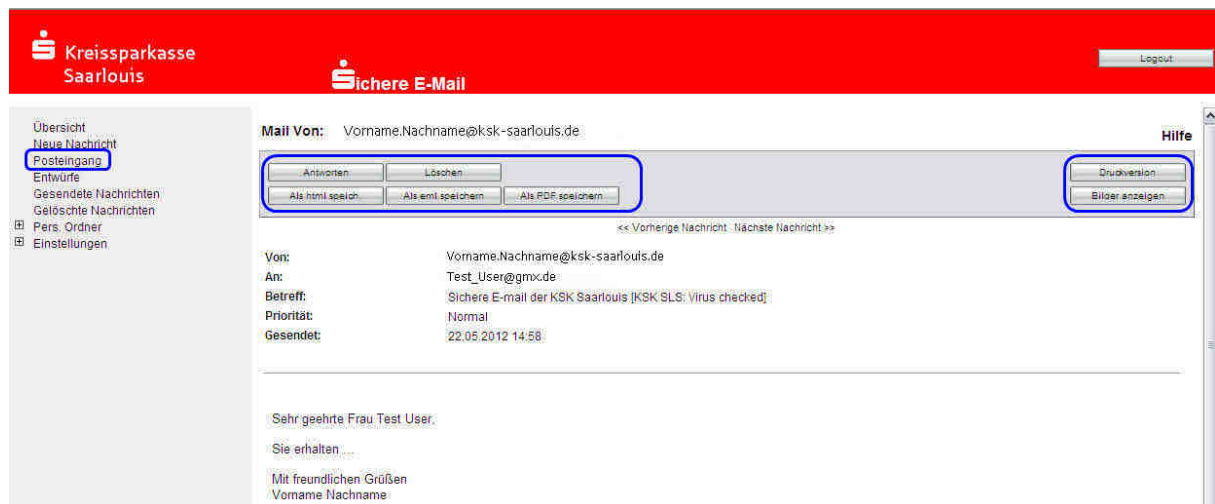 Kreissparkasse
Saarlouis
Sichere E-Mail
Logout
Übersicht
Neue Nachricht
Posteingang
Entwürfe
Gesendete Nachrichten
Gelöschte Nachrichten
Pers. Ordner
Einstellungen
Mail Von: Vorname.Nachname@ksk-saarlouis.de
Hilfe
Antworten Löschen
Als html speich. Als eml speichern Als PDF speichern
Druckversion
Bilder anzeigen
<< Vorherige Nachricht Nächste Nachricht >>
Von: Vorname.Nachname@ksk-saarlouis.de
An: Test_User@gmx.de
Betreff: Sichere E-mail der KSK Saarlouis [KSK SLS: Virus checked]
Priorität: Normal
Gesendet: 22.05.2012 14:58
Sehr geehrte Frau Test User,
Sie erhalten ...
Mit freundlichen Grüßen
Vorname Nachname